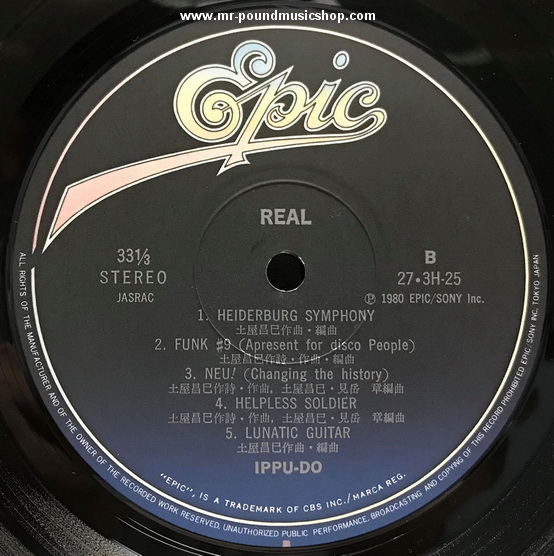 www.mr-poundmusicshop.com
Epic
REAL
33⅓
STEREO
JASRAC
B
27・3H-25
Ⓟ 1980 EPIC/SONY Inc.
1. HEIDERBURG SYMPHONY
土屋昌巳作曲・編曲
2. FUNK #9 (Apresent for disco People)
土屋昌巳作曲・編曲
3. NEU! (Changing the history)
土屋昌巳作詩・作曲, 土屋昌巳・見岳 章編曲
4. HELPLESS SOLDIER
土屋昌巳作詩・作曲, 土屋昌巳・見岳 章編曲
5. LUNATIC GUITAR
土屋昌巳作曲・編曲
IPPU-DO
"EPIC", IS A TRADEMARK OF CBS INC./MARCA REG.
ALL RIGHTS OF THE MANUFACTURER AND OF THE OWNER OF THE RECORDED WORK RESERVED, UNAUTHORIZED PUBLIC PERFORMANCE, BROADCASTING AND COPYING OF THIS RECORD PROHIBITED EPIC/SONY INC. TOKYO JAPAN